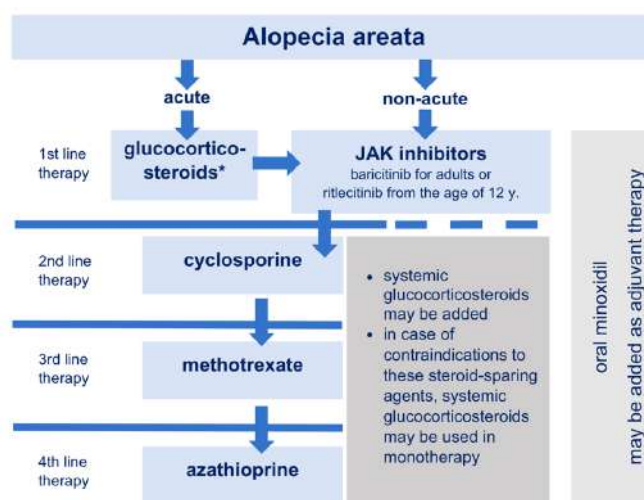 Alopecia areata
acute
non-acute
1st line
therapy
glucocortico-
steroids*
JAK inhibitors
baricitinib for adults or
ritlecitinib from the age of 12 y.
2nd line
therapy
cyclosporine
3rd line
therapy
methotrexate
4th line
therapy
azathioprine
• systemic
glucocorticosteroids
may be added
• in case of
contraindications to
these steroid-sparing
agents, systemic
glucocorticosteroids
may be used in
monotherapy
oral minoxidil
may be added as adjuvant therapy